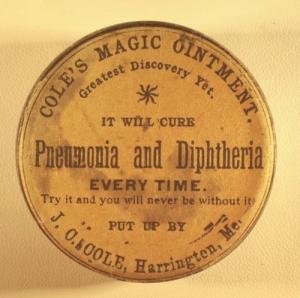 COLE'S MAGIC OINTMENT.
Greatest Discovery Yet.
IT WILL CURE
Pneumonia and Diphtheria
EVERY TIME.
Try it and you will never be without it
PUT UP BY
J. C. COLE, Harrington, Me.